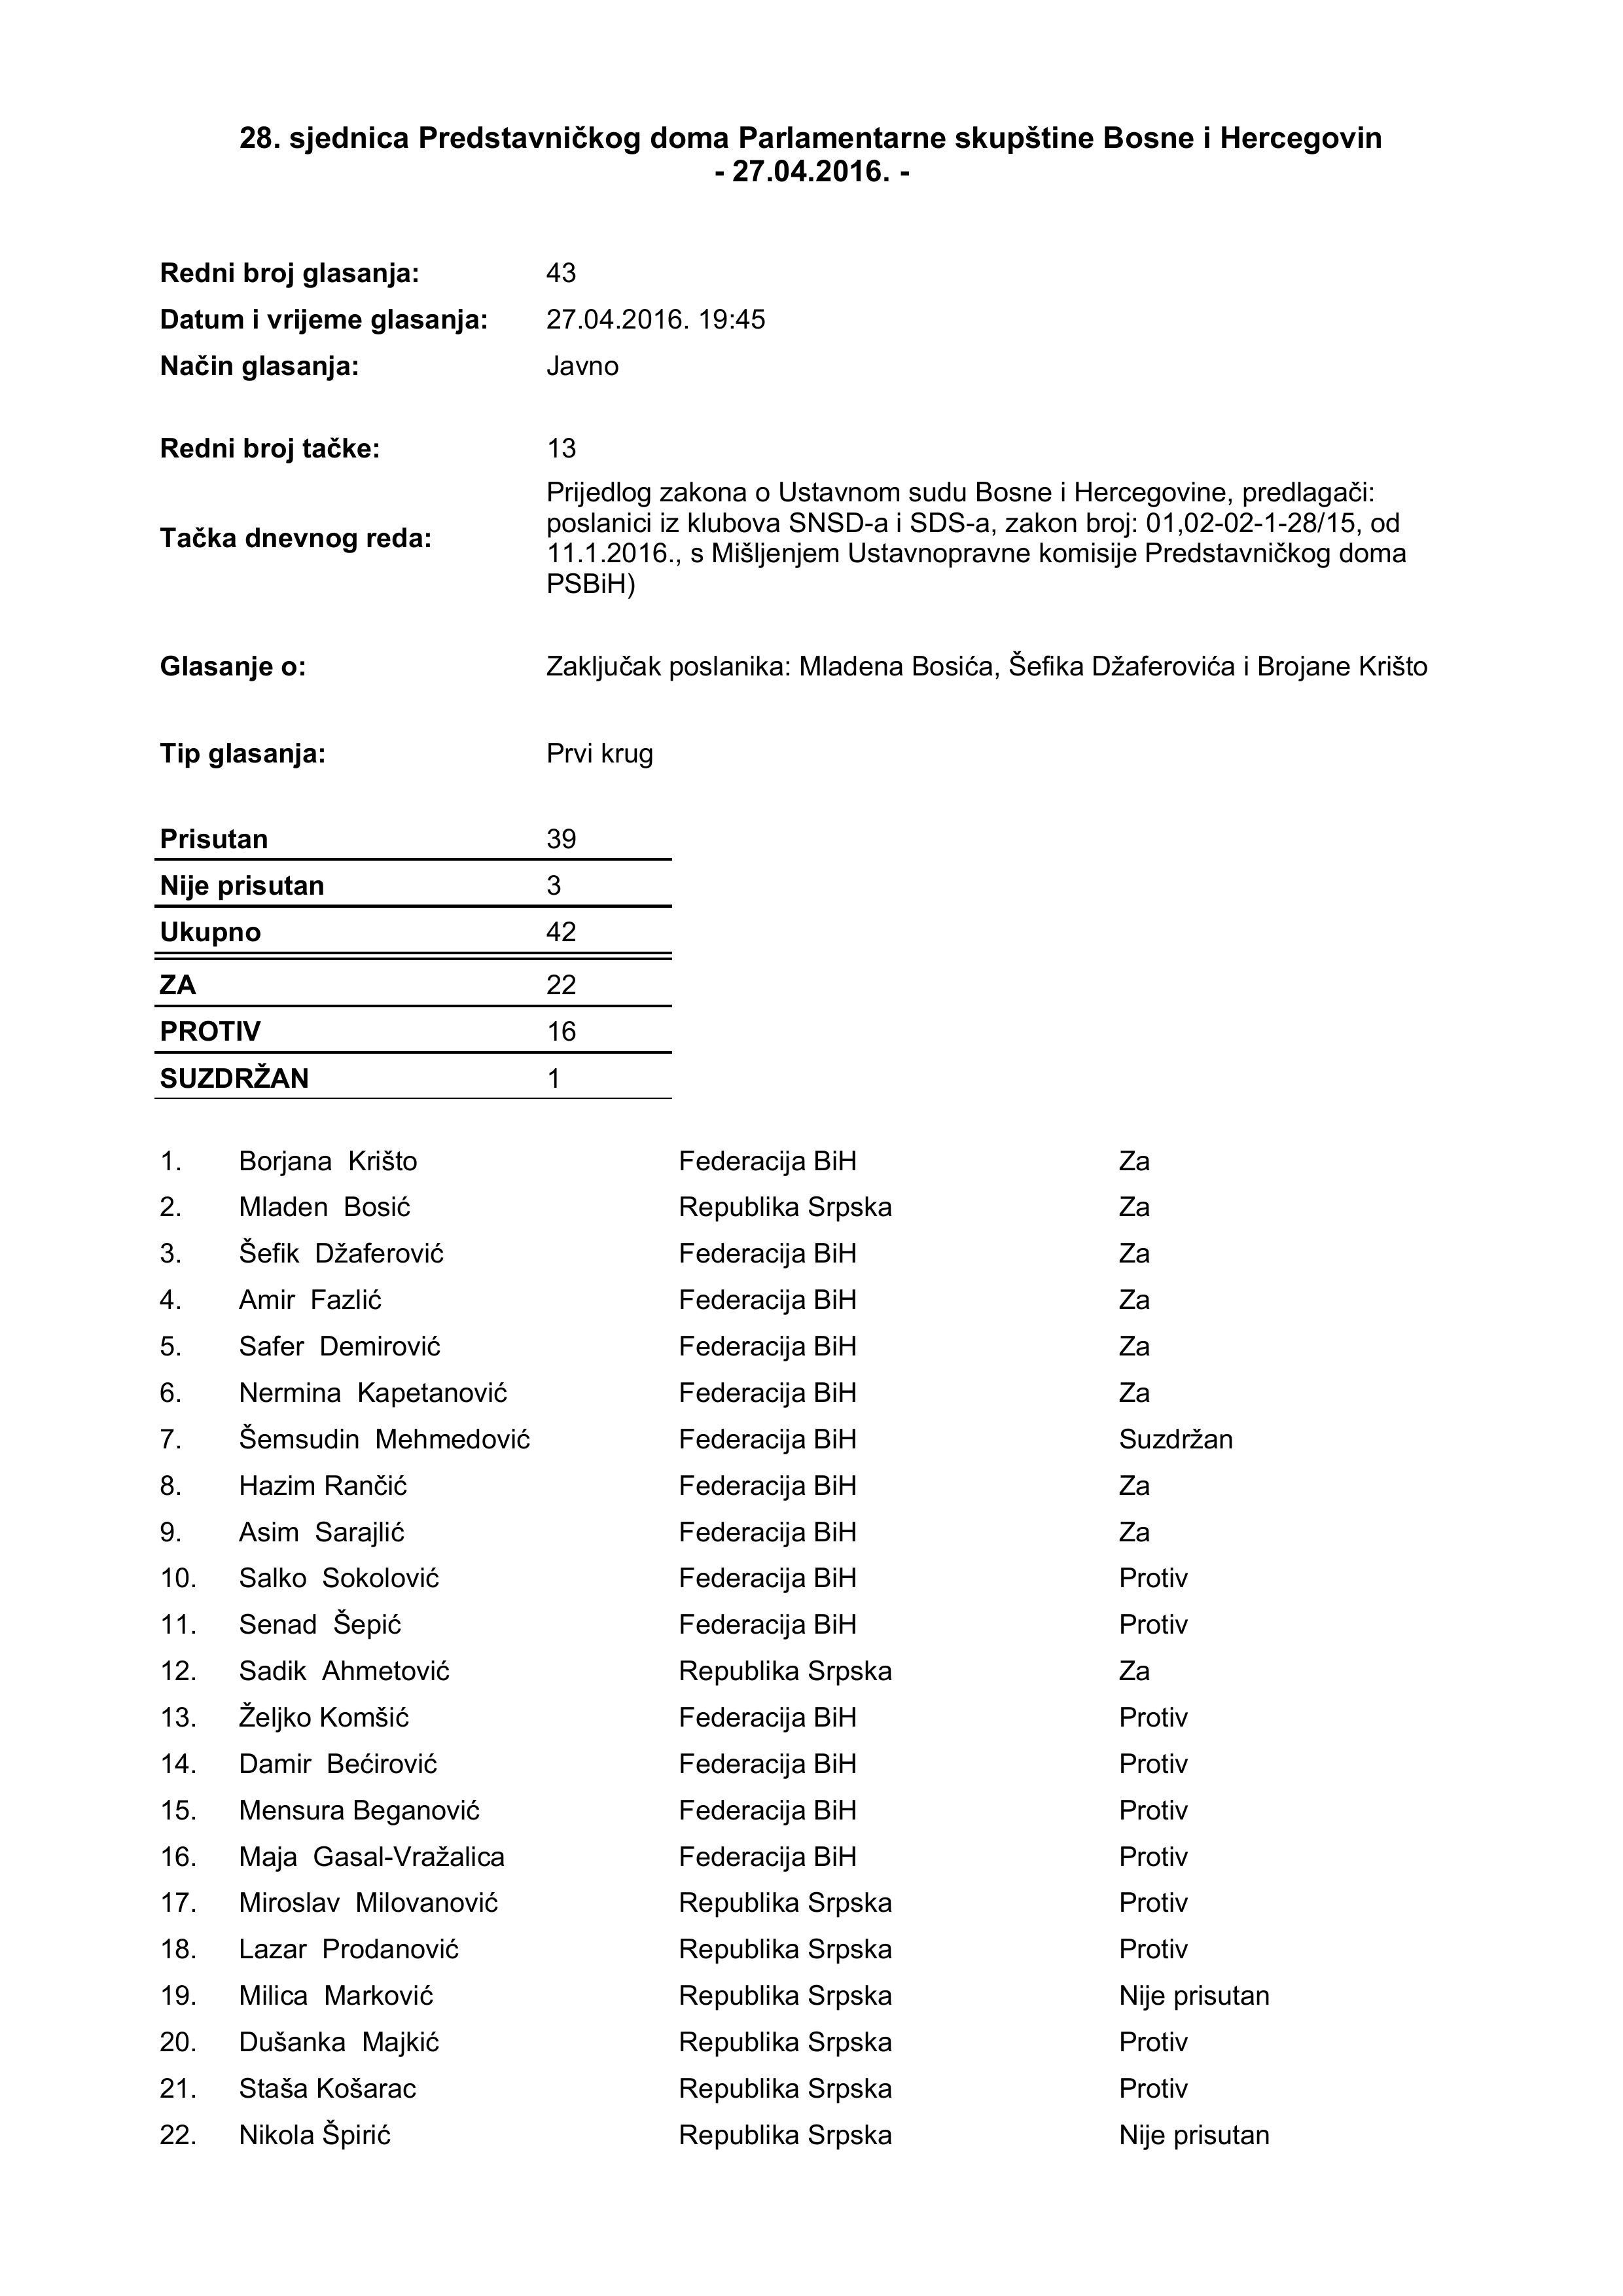 28. sjednica Predstavničkog doma Parlamentarne skupštine Bosne i Hercegovin
- 27.04.2016. -
Redni broj glasanja: 43
Datum i vrijeme glasanja: 27.04.2016. 19:45
Način glasanja: Javno
Redni broj tačke: 13
Tačka dnevnog reda: Prijedlog zakona o Ustavnom sudu Bosne i Hercegovine, predlagači:
poslanici iz klubova SNSD-a i SDS-a, zakon broj: 01,02-02-1-28/15, od
11.1.2016., s Mišljenjem Ustavnopravne komisije Predstavničkog doma
PSBiH)
Glasanje o: Zaključak poslanika: Mladena Bosića, Šefika Džaferovića i Brojane Krišto
Tip glasanja: Prvi krug
Prisutan 39
Nije prisutan 3
Ukupno 42
ZA 22
PROTIV 16
SUZDRŽAN 1
1. Borjana Krišto Federacija BiH Za
2. Mladen Bosić Republika Srpska Za
3. Šefik Džaferović Federacija BiH Za
4. Amir Fazlić Federacija BiH Za
5. Safer Demirović Federacija BiH Za
6. Nermina Kapetanović Federacija BiH Za
7. Šemsudin Mehmedović Federacija BiH Suzdržan
8. Hazim Rančić Federacija BiH Za
9. Asim Sarajlić Federacija BiH Za
10. Salko Sokolović Federacija BiH Protiv
11. Senad Šepić Federacija BiH Protiv
12. Sadik Ahmetović Republika Srpska Za
13. Željko Komšić Federacija BiH Protiv
14. Damir Bećirović Federacija BiH Protiv
15. Mensura Beganović Federacija BiH Protiv
16. Maja Gasal-Vražalica Federacija BiH Protiv
17. Miroslav Milovanović Republika Srpska Protiv
18. Lazar Prodanović Republika Srpska Protiv
19. Milica Marković Republika Srpska Nije prisutan
20. Dušanka Majkić Republika Srpska Protiv
21. Staša Košarac Republika Srpska Protiv
22. Nikola Špirić Republika Srpska Nije prisutan